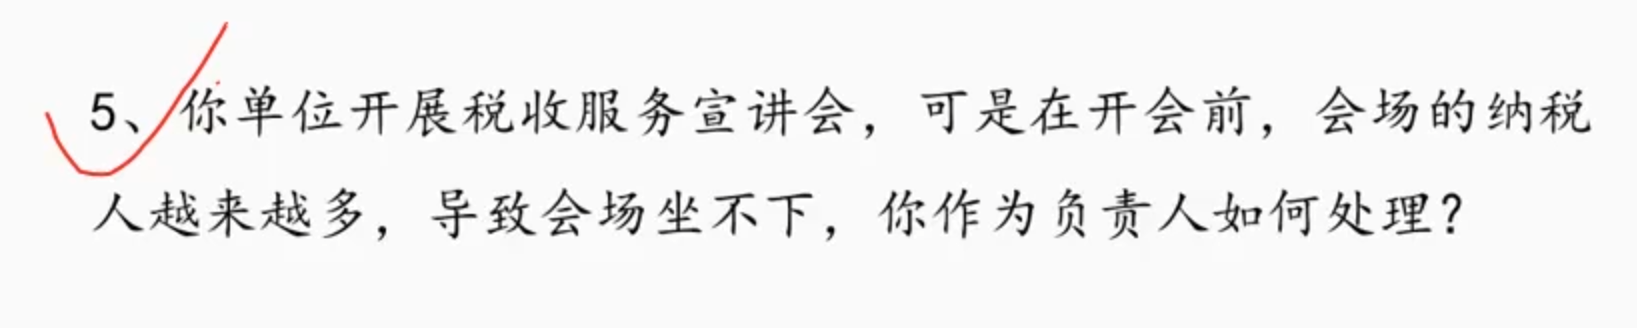 5、你单位开展税收服务宣讲会，可是在开会前，会场的纳税
人越来越多，导致会场坐不下，你作为负责人如何处理？